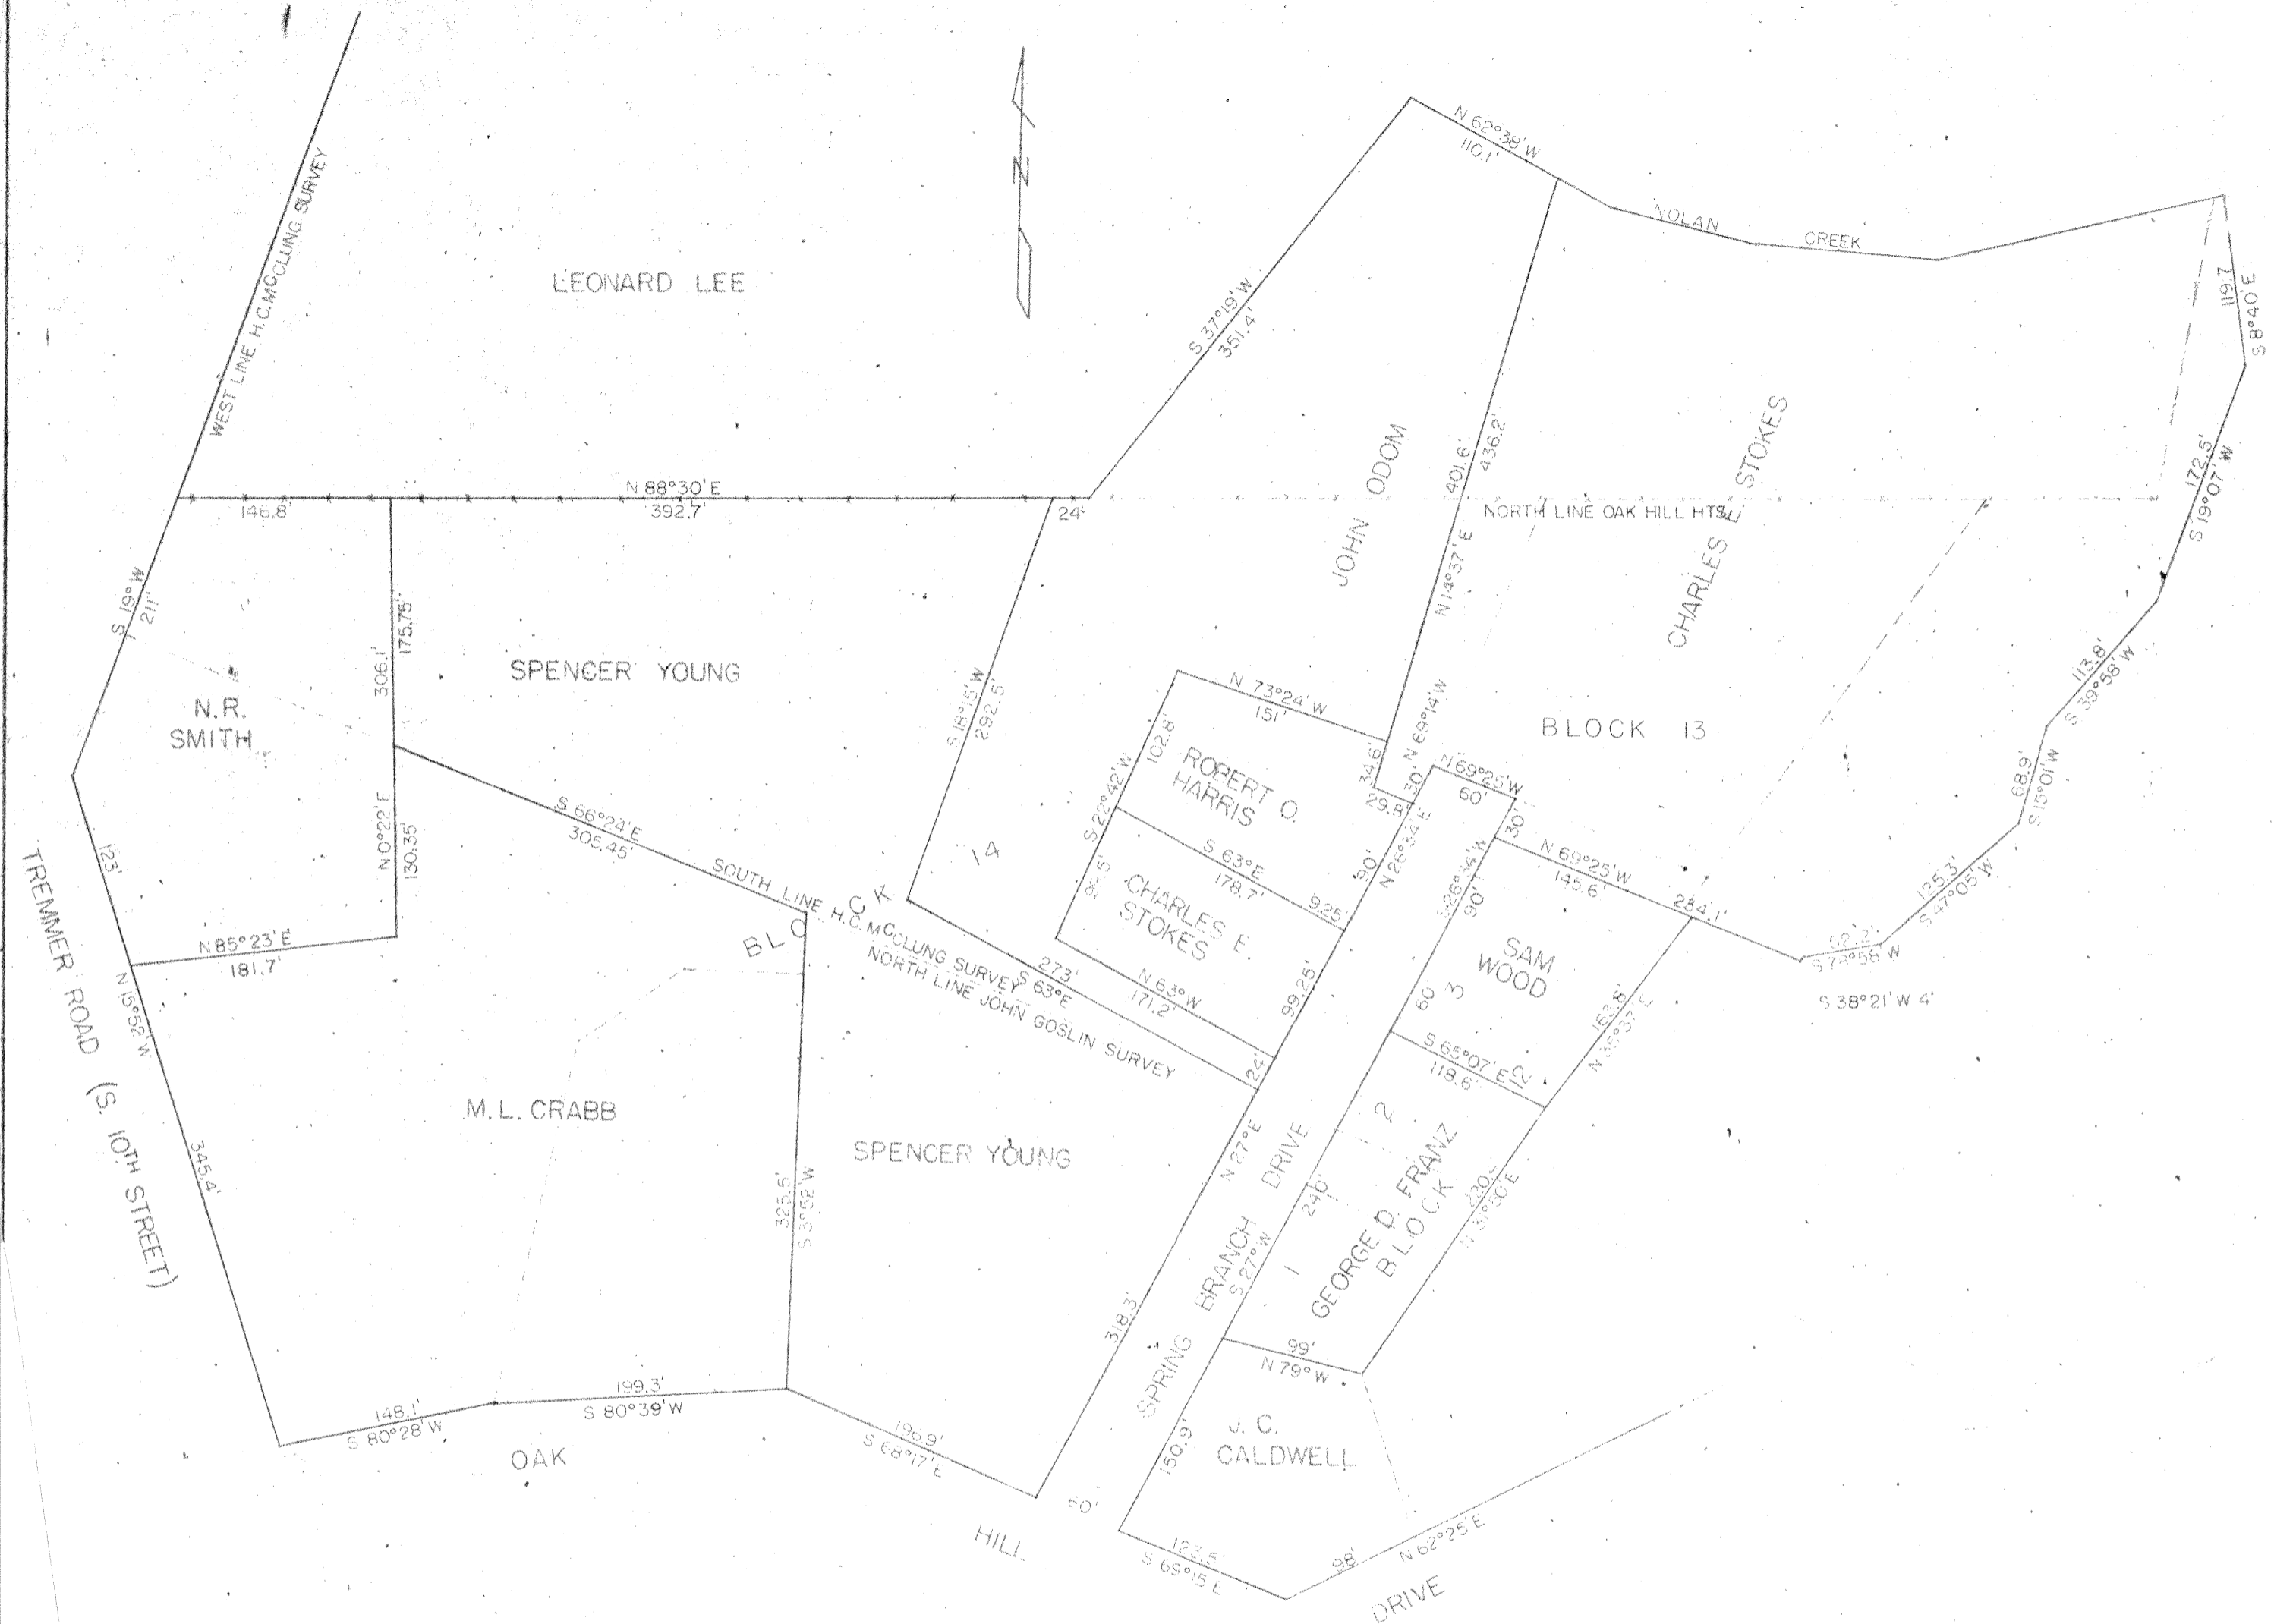 N 62°38' W
110.1'
NOLAN
CREEK
WEST LINE H.C. MCCLUNG SURVEY
N
LEONARD LEE
S 37°19' W
351.4'
119.7
S 8°40' E
JOHN ODOM
401.6'
436.2'
N 14°37' E
CHARLES E. STOKES
172.5'
S 19°07' W
N 88°30' E
146.8'
392.7'
24'
NORTH LINE OAK HILL HTS.
S 19° W
211'
306.1'
175.75'
SPENCER YOUNG
S 18°15' W
292.5'
N.R.
SMITH
N 73°24' W
151'
102.8'
S 22°42' W
ROBERT O.
HARRIS
34.6'
29.8'
30'
N 69°14' W
N 69°25' W
60'
30'
BLOCK 13
113.8'
S 39°58' W
68.9'
S 15°01' W
N 0°22' E
130.35'
S 66°24' E
305.45'
SOUTH LINE H.C. MCCLUNG SURVEY
NORTH LINE JOHN GOSLIN SURVEY
BLOCK 14
S 63° E
178.7'
9.25'
90'
N 26°34' E
CHARLES E.
STOKES
S 26°34' W
90'
N 69°25' W
145.6'
284.1'
125.3'
S 47°05' W
S 38°21' W 4'
123'
N 85°23' E
181.7'
TREMMER ROAD (S. 10TH STREET)
N 15°52' W
345.4'
273'
S 63° E
N 63° W
171.2'
99.25'
24'
SAM
WOOD
60
3
S 65°07' E
118.6'
12
163.8'
M.L. CRABB
325.5'
S 3°52' W
SPENCER YOUNG
N 27° E
318.3'
SPRING BRANCH DRIVE
S 27° W
240'
1
2
GEORGE D. FRANZ
BLOCK
N 31°50' E
99'
N 79° W
199.3'
S 80°39' W
148.1'
S 80°28' W
OAK
196.9'
S 68°17' E
HILL
60'
150.9'
J. C.
CALDWELL
123.5'
S 69°15' E
98'
N 62°25' E
DRIVE